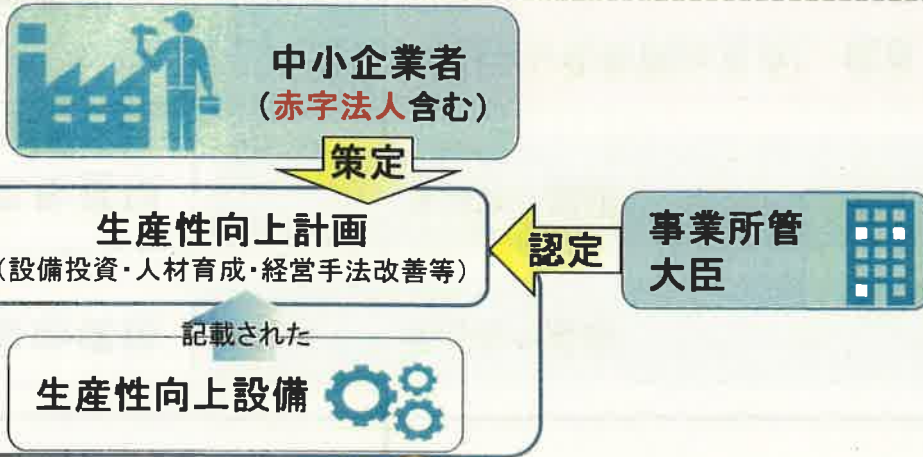 中小企業者
（赤字法人含む）
策定
生産性向上計画
（設備投資・人材育成・経営手法改善等）
認定
事業所管
大臣
記載された
生産性向上設備